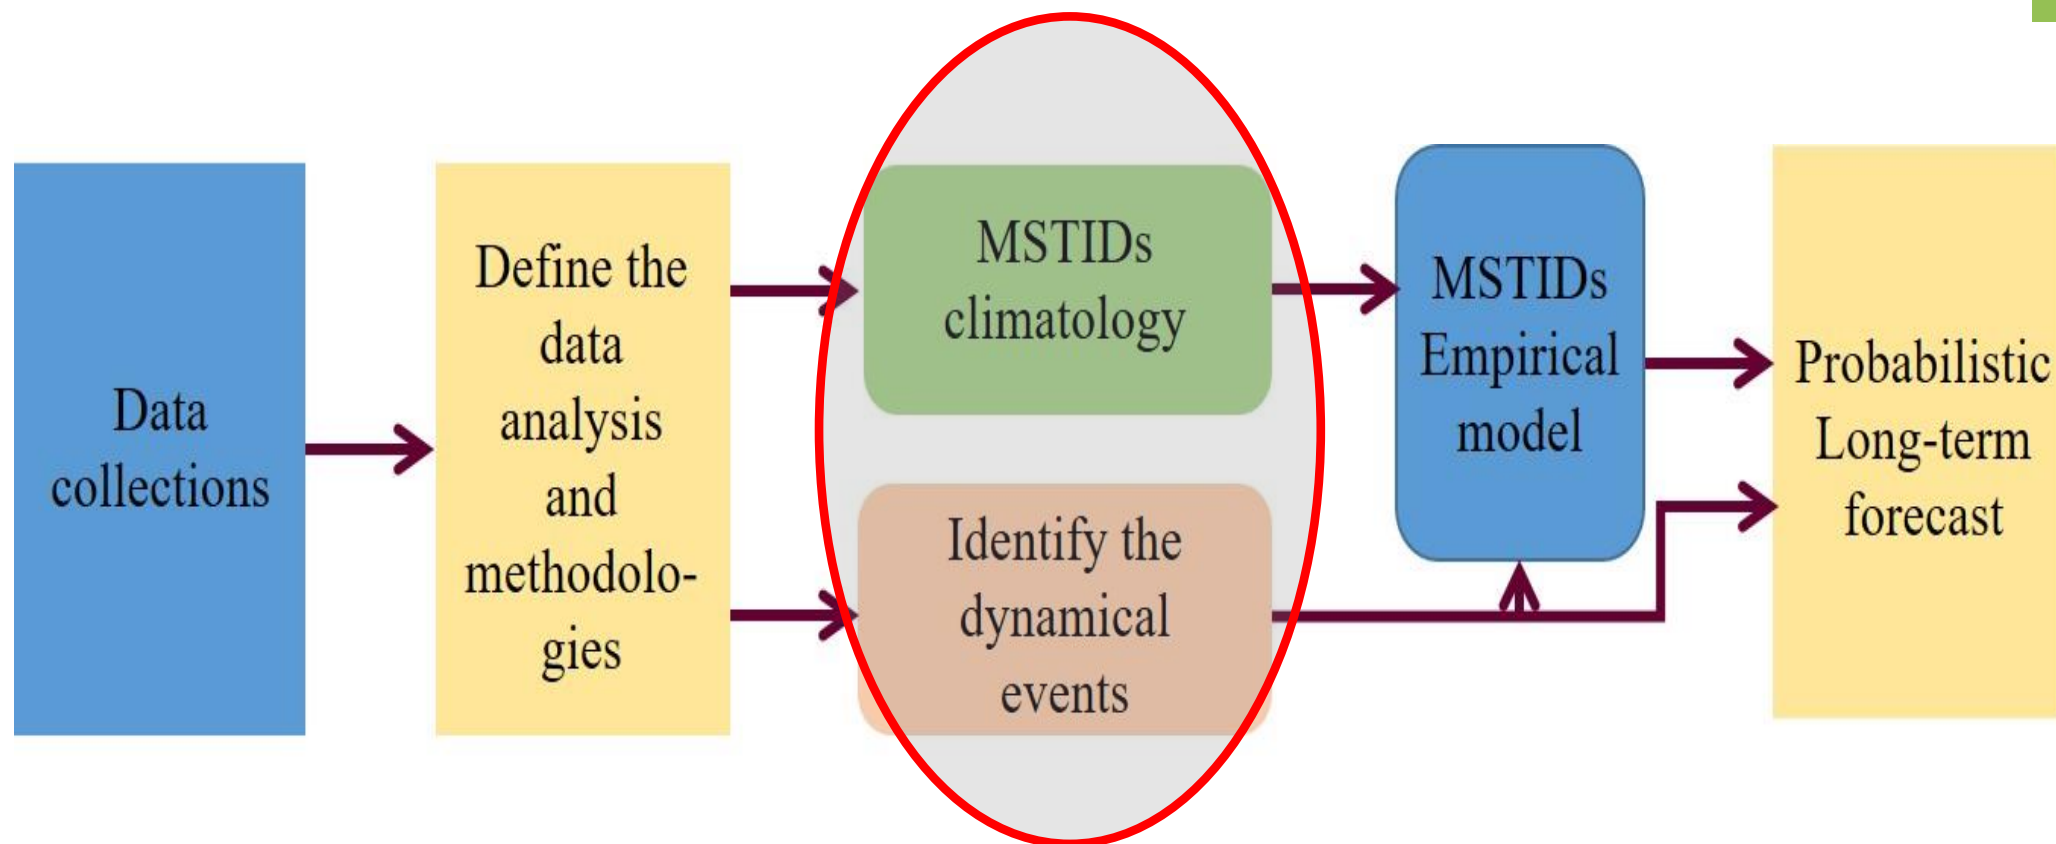 Data
collections
Define the
data
analysis
and
methodolo-
gies
MSTIDs
climatology
Identify the
dynamical
events
MSTIDs
Empirical
model
Probabilistic
Long-term
forecast